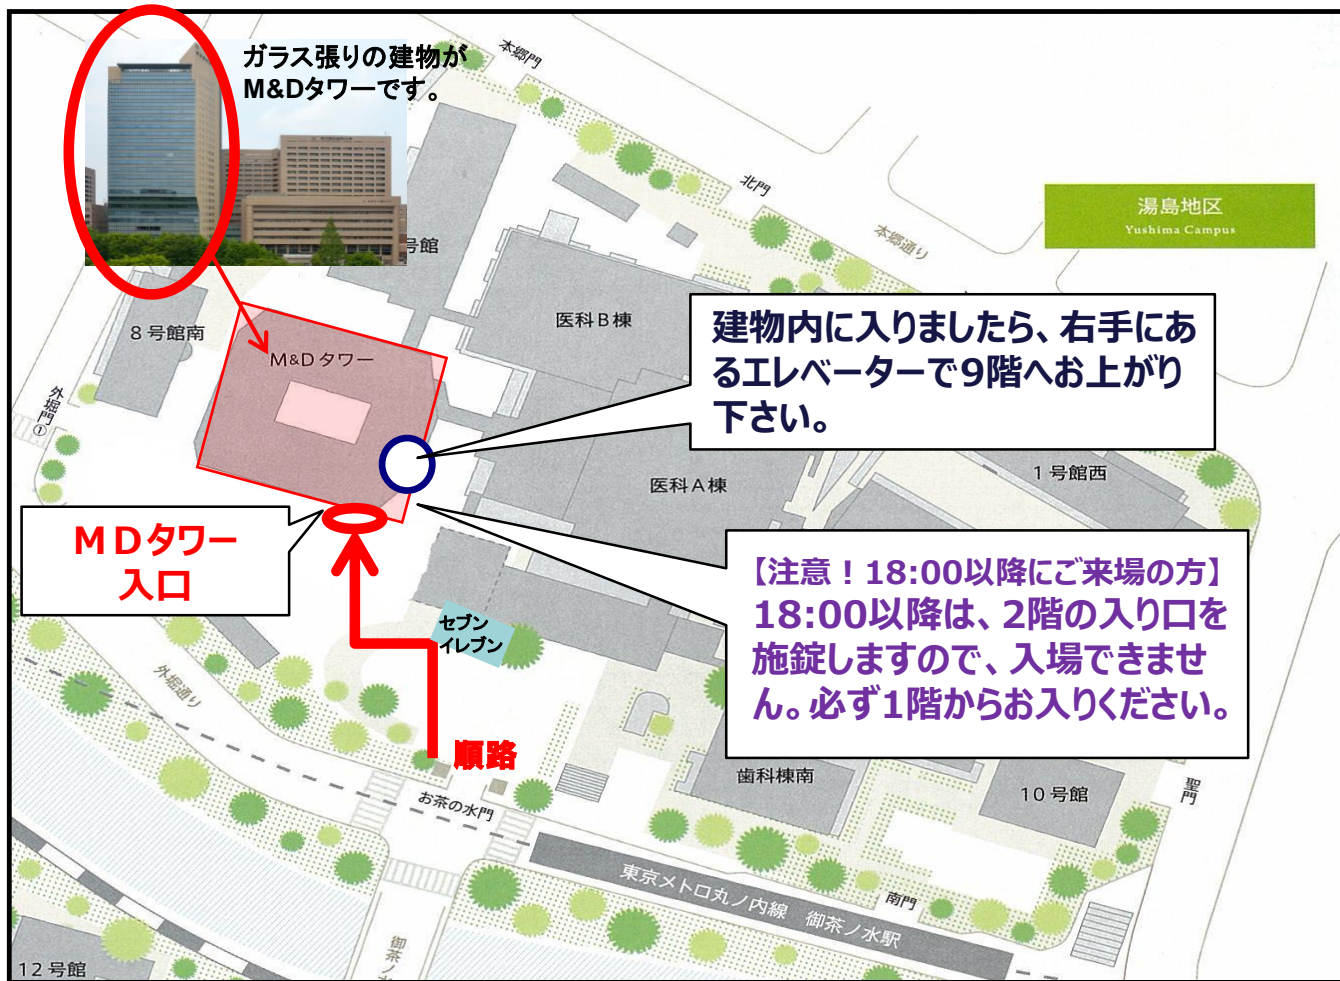 ガラス張りの建物が
M&Dタワーです。
本郷門
北門
本郷通り
湯島地区
Yushima Campus
号館
8号館南
M&Dタワー
医科B棟
建物内に入りましたら、右手にあ
るエレベーターで9階へお上がり
下さい。
外堀門①
1号館西
医科A棟
MDタワー
入口
【注意！18:00以降にご来場の方】
18:00以降は、2階の入り口を
施錠しますので、入場できませ
ん。必ず1階からお入りください。
セブン
イレブン
外堀通り
順路
歯科棟南
10号館
聖門
お茶の水門
東京メトロ丸ノ内線 御茶ノ水駅
南門
御茶ノ
12号館